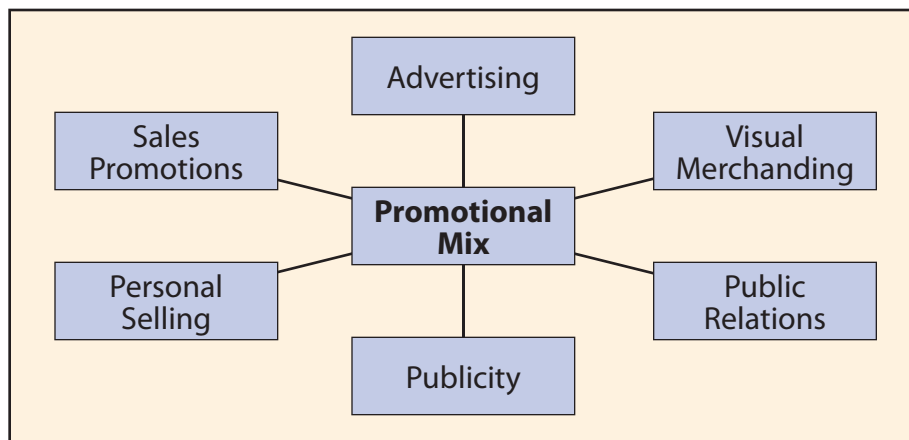 Advertising
Sales
Promotions
Visual
Merchanding
Promotional
Mix
Personal
Selling
Public
Relations
Publicity